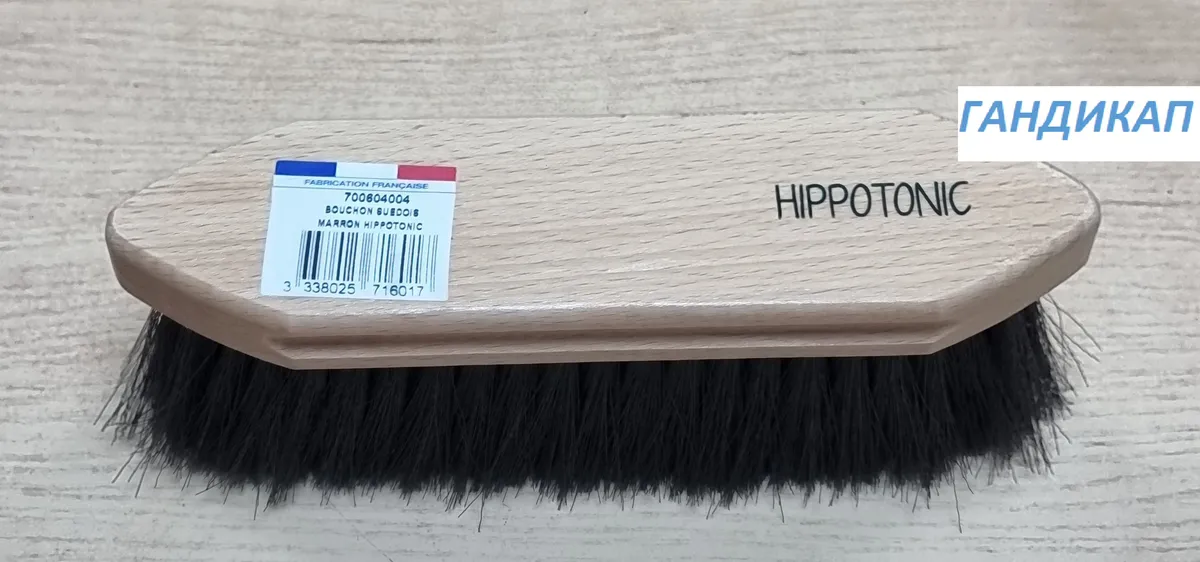 ГАНДИКАП
HIPPOTONIC
FABRICATION FRANÇAISE
700604004
BOUCHON SUEDOIS
MARRON HIPPOTONIC
3 338025 716017